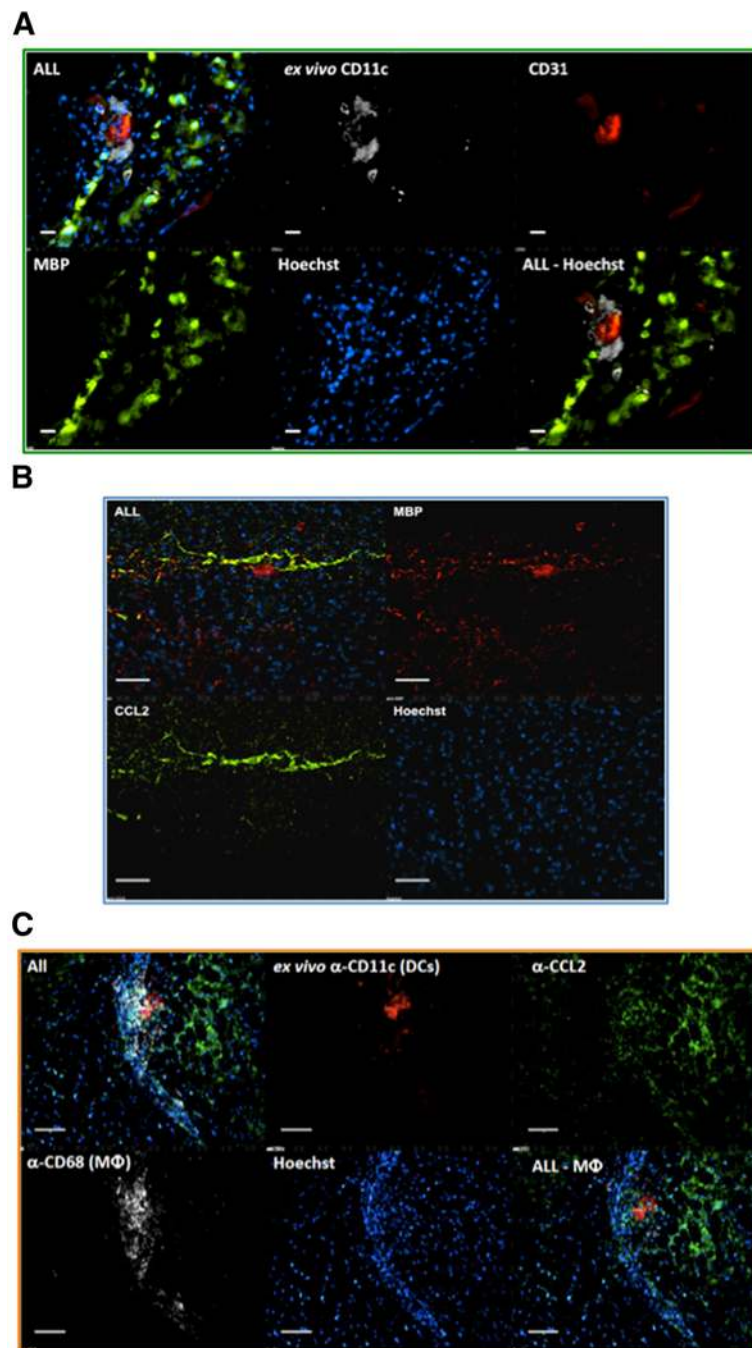 A
ALL
ex vivo CD11c
CD31
MBP
Hoechst
ALL - Hoechst
B
ALL
MBP
CCL2
Hoechst
C
All
ex vivo α-CD11c (DCs)
α-CCL2
α-CD68 (MΦ)
Hoechst
ALL - MΦ